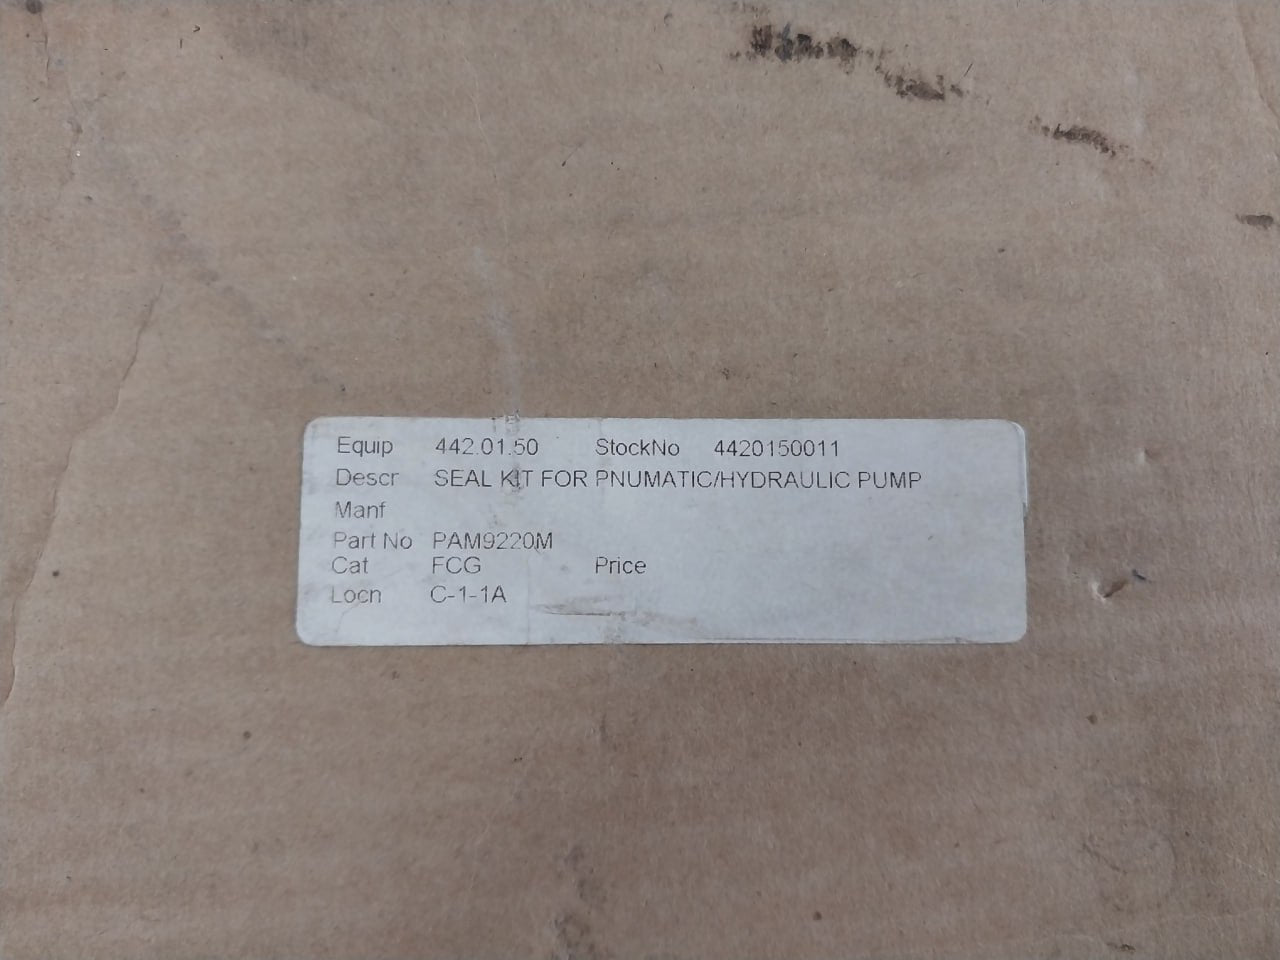 Equip 442.01.50 StockNo 4420150011
Descr SEAL KIT FOR PNUMATIC/HYDRAULIC PUMP
Manf
Part No PAM9220M
Cat FCG Price
Locn C-1-1A